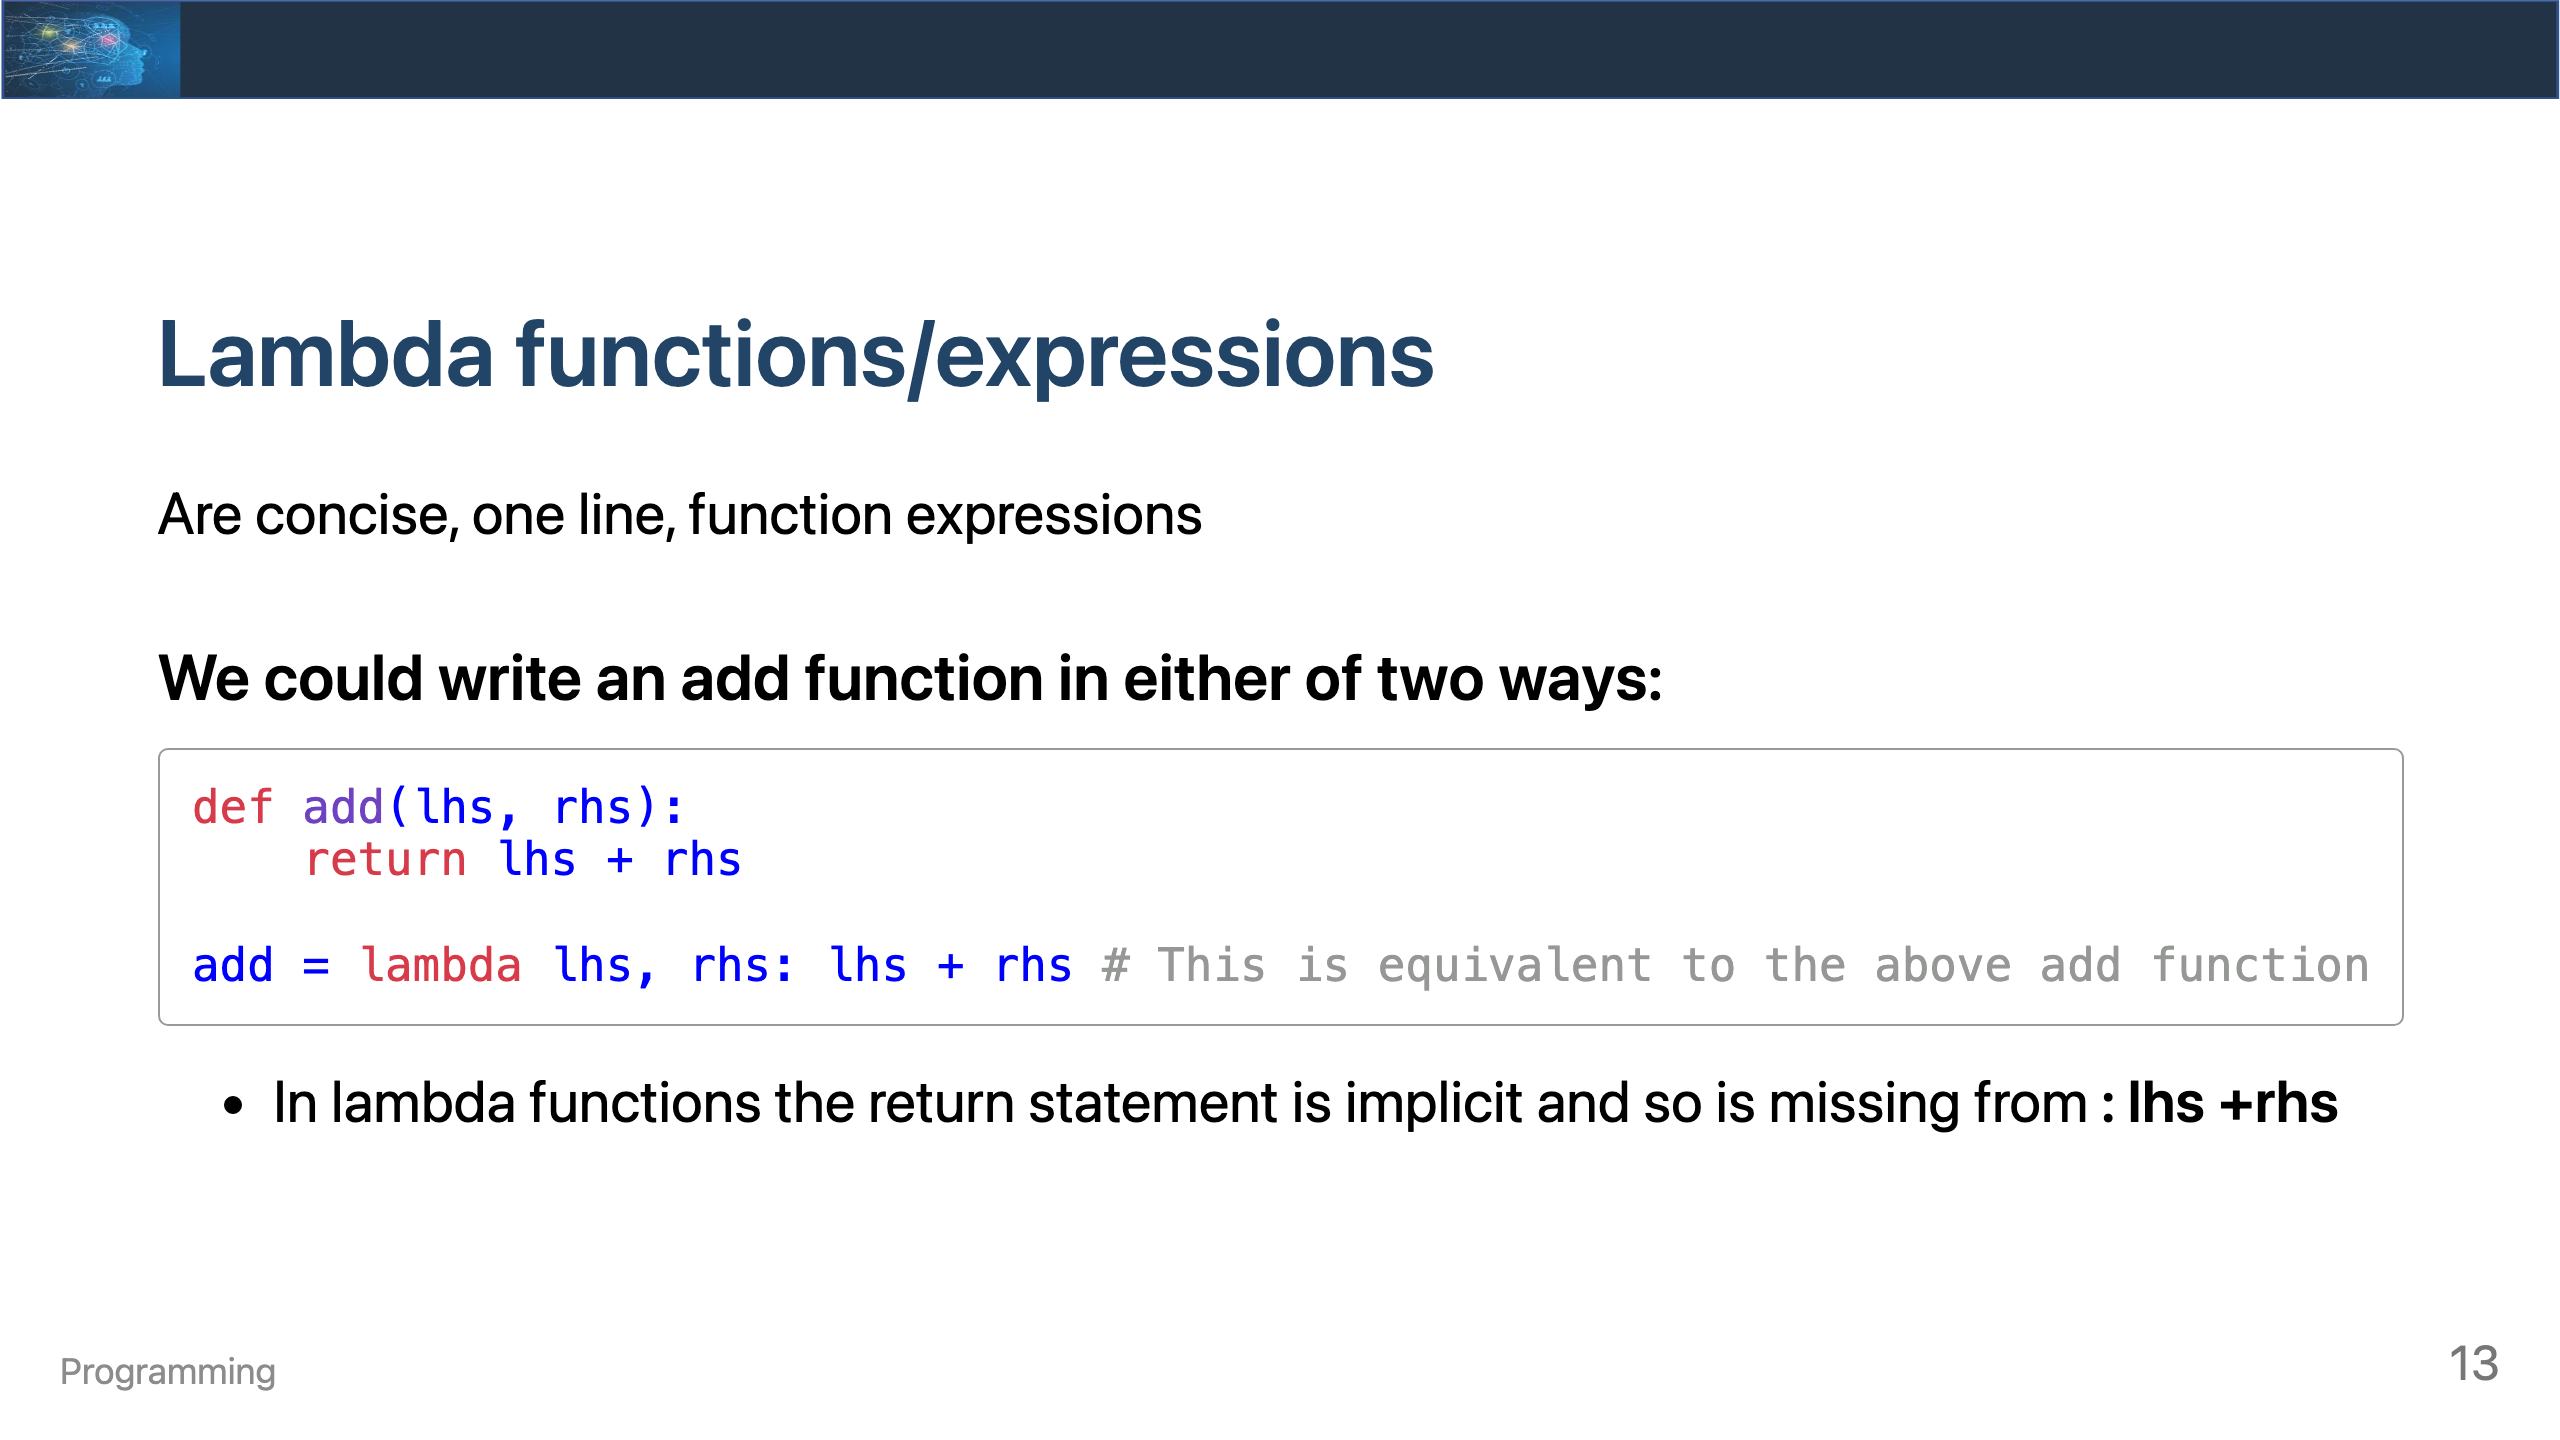 Lambda functions/expressions
Are concise, one line, function expressions
We could write an add function in either of two ways:
def add(lhs, rhs):
    return lhs + rhs
add = lambda lhs, rhs: lhs + rhs # This is equivalent to the above add function
• In lambda functions the return statement is implicit and so is missing from : lhs +rhs
Programming
13